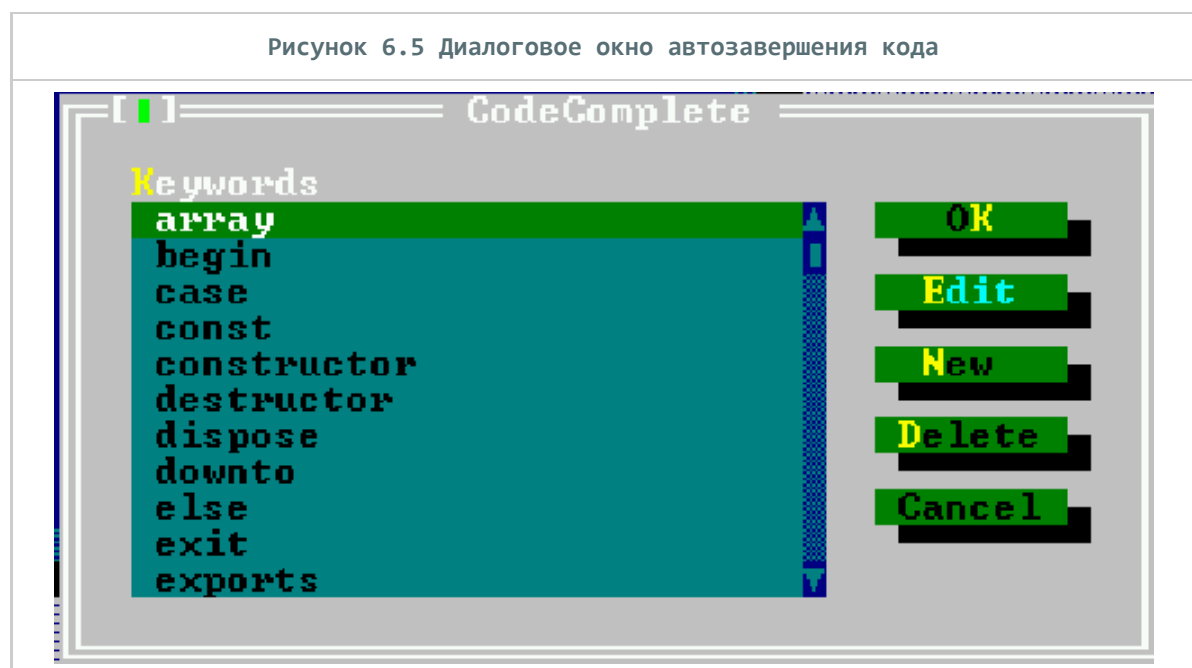 Рисунок 6.5 Диалоговое окно автозавершения кода
[▮] CodeComplete
Keywords
array
begin
case
const
constructor
destructor
dispose
downto
else
exit
exports
OK
Edit
New
Delete
Cancel